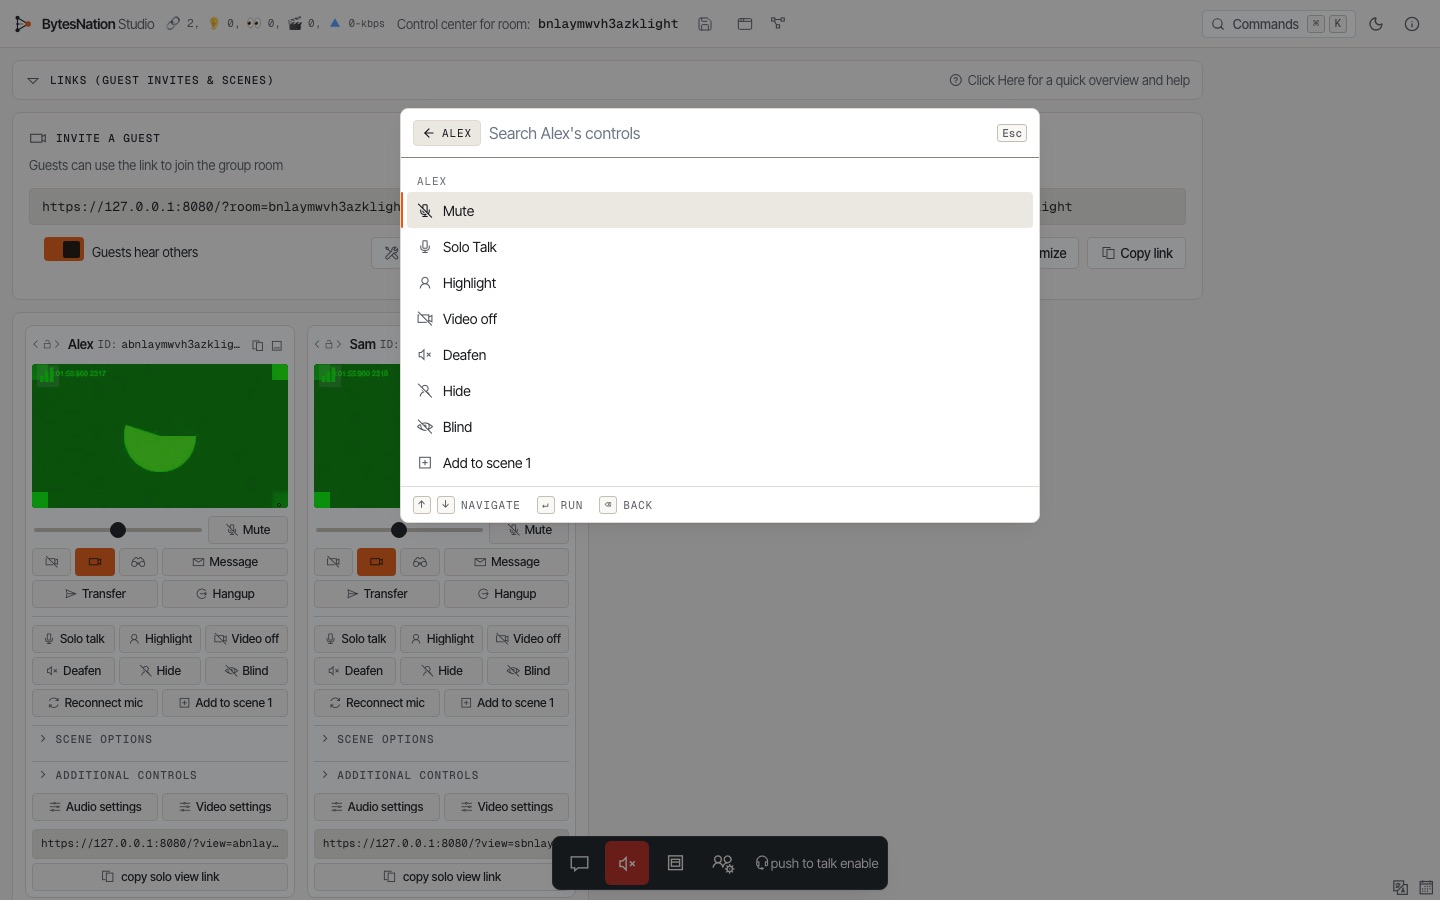 BytesNation Studio 2, 0, 0, 0, 0-kbps Control center for room: bnlaymwvh3azklight Commands ⌘ K
LINKS (GUEST INVITES & SCENES) Click Here for a quick overview and help
INVITE A GUEST
Guests can use the link to join the group room
https://127.0.0.1:8080/?room=bnlaymwvh3azkligh
ight
Guests hear others
mize Copy link
← ALEX Search Alex's controls Esc
ALEX
Mute
Solo Talk
Highlight
Video off
Deafen
Hide
Blind
Add to scene 1
↑ ↓ NAVIGATE ↵ RUN ⌫ BACK
Alex ID: abnlaymwvh3azklig…
Mute
Message
Transfer Hangup
Solo talk Highlight Video off
Deafen Hide Blind
Reconnect mic Add to scene 1
SCENE OPTIONS
ADDITIONAL CONTROLS
Audio settings Video settings
https://127.0.0.1:8080/?view=abnlay…
copy solo view link
Sam ID:
Mute
Message
Transfer Hangup
Solo talk Highlight Video off
Deafen Hide Blind
Reconnect mic Add to scene 1
SCENE OPTIONS
ADDITIONAL CONTROLS
Audio settings Video settings
https://127.0.0.1:8080/?view=sbnlay
copy solo view link
push to talk enable